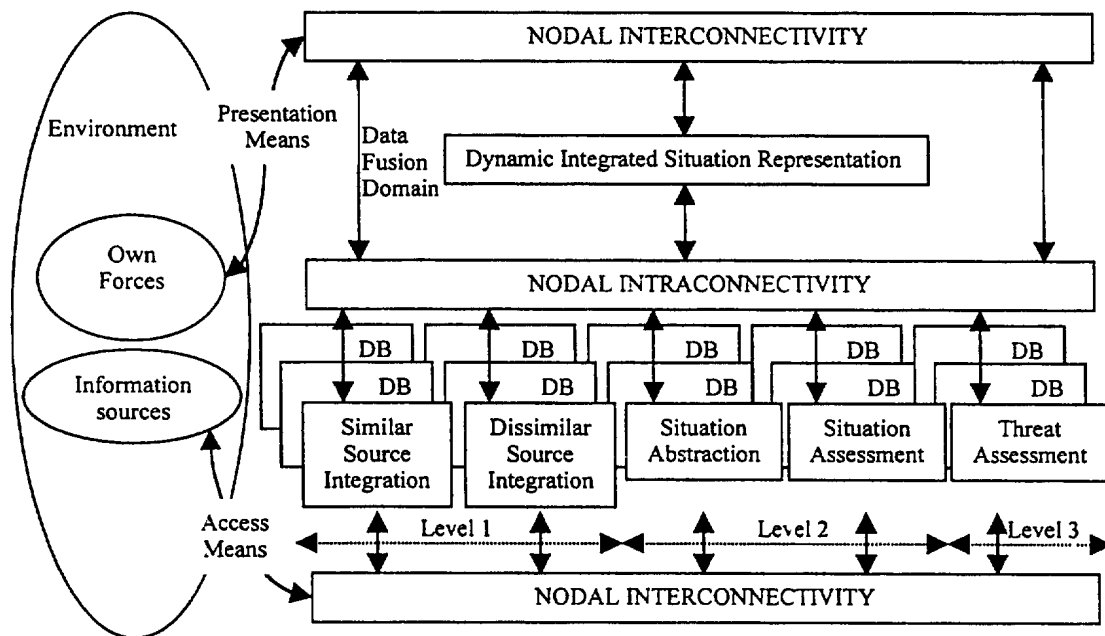 NODAL INTERCONNECTIVITY
Environment
Presentation
Means
Data
Fusion
Domain
Dynamic Integrated Situation Representation
Own
Forces
NODAL INTRACONNECTIVITY
Information
sources
DB
DB
DB
DB
DB
DB
DB
DB
DB
DB
Similar
Source
Integration
Dissimilar
Source
Integration
Situation
Abstraction
Situation
Assessment
Threat
Assessment
Access
Means
Level 1
Level 2
Level 3
NODAL INTERCONNECTIVITY